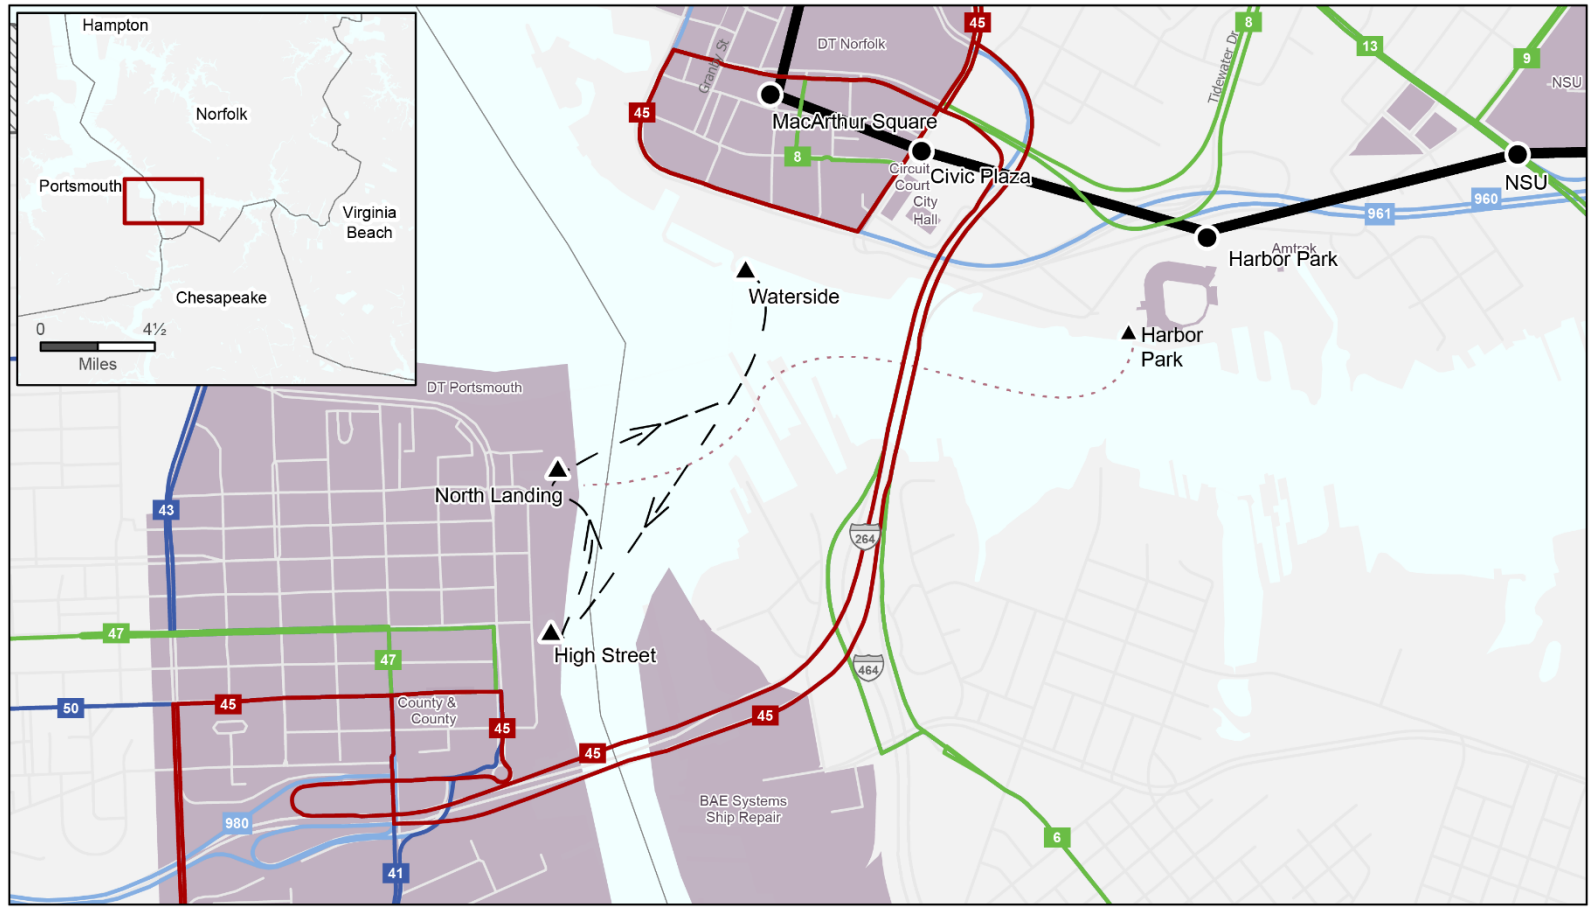 Hampton
Norfolk
Portsmouth
Virginia
Beach
Chesapeake
0
4½
Miles
45
DT Norfolk
Granby St
45
MacArthur Square
8
Circuit
Court
City
Hall
Civic Plaza
Tidewater Dr
8
13
9
NSU
NSU
960
961
Amtrak
Harbor Park
Waterside
Harbor
Park
DT Portsmouth
North Landing
43
264
47
47
High Street
464
50
45
County &
County
45
45
45
980
BAE Systems
Ship Repair
41
6